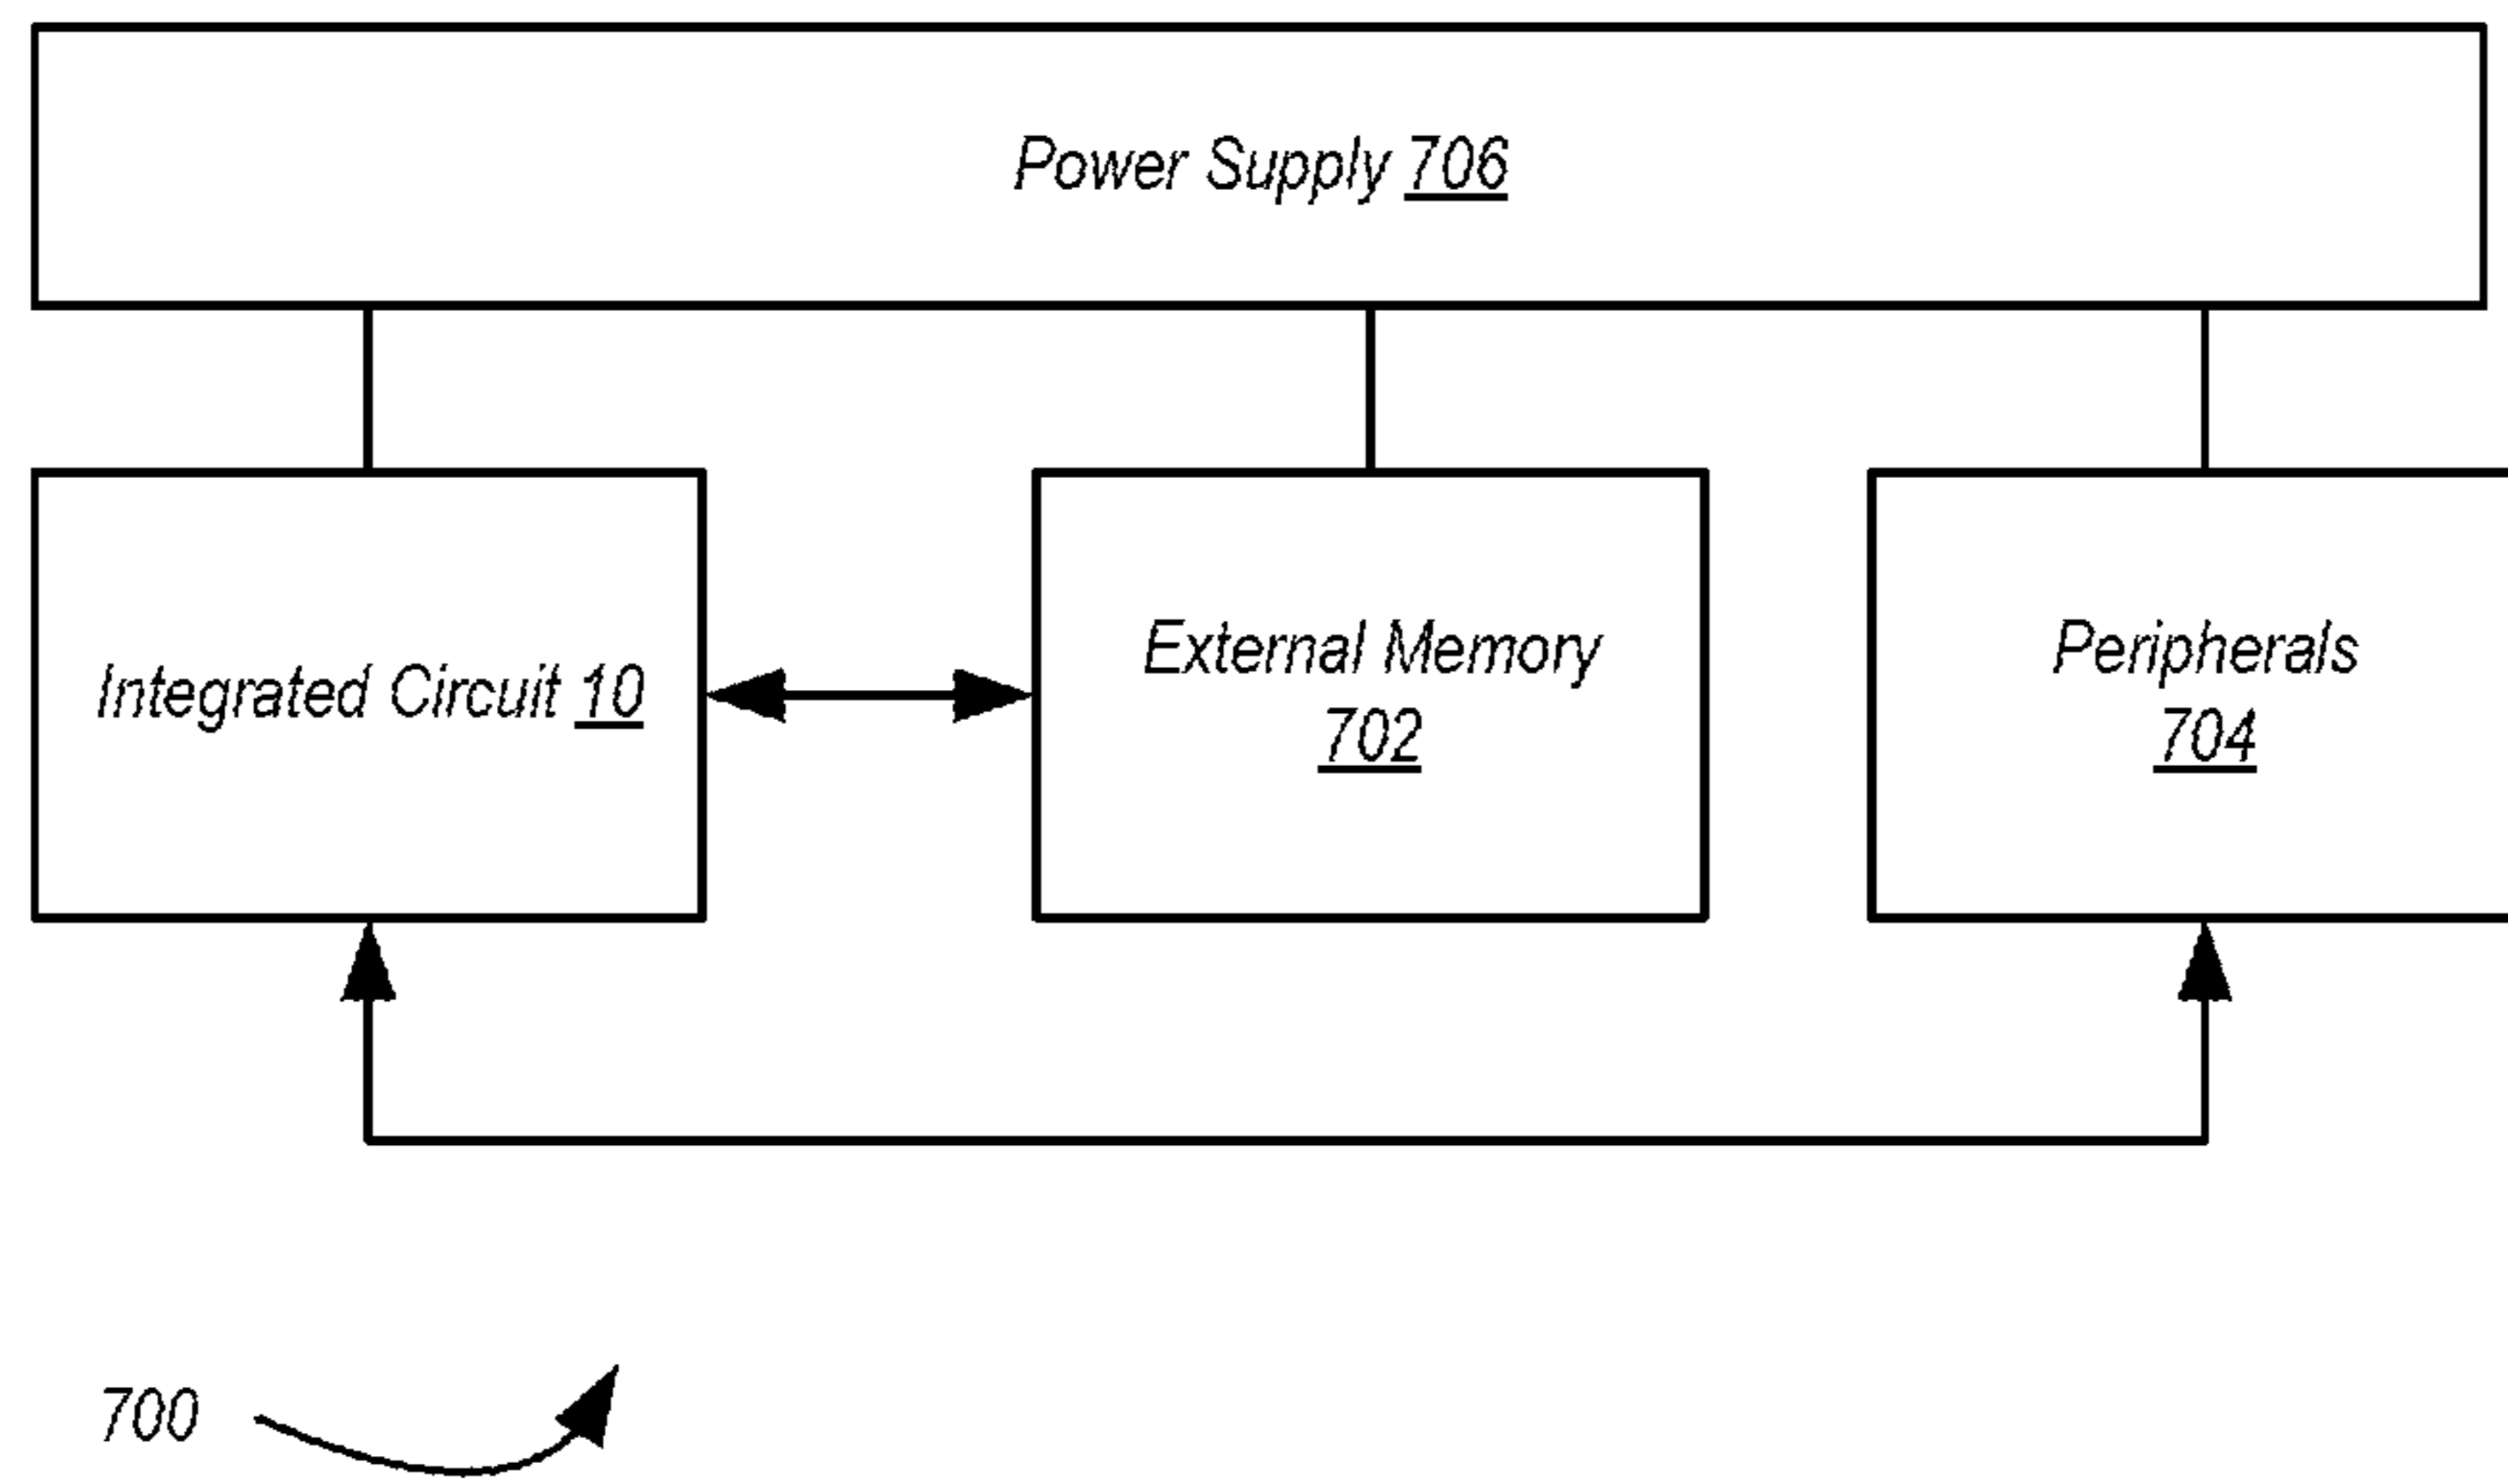 Power Supply 706
Integrated Circuit 10
External Memory
702
Peripherals
704
700